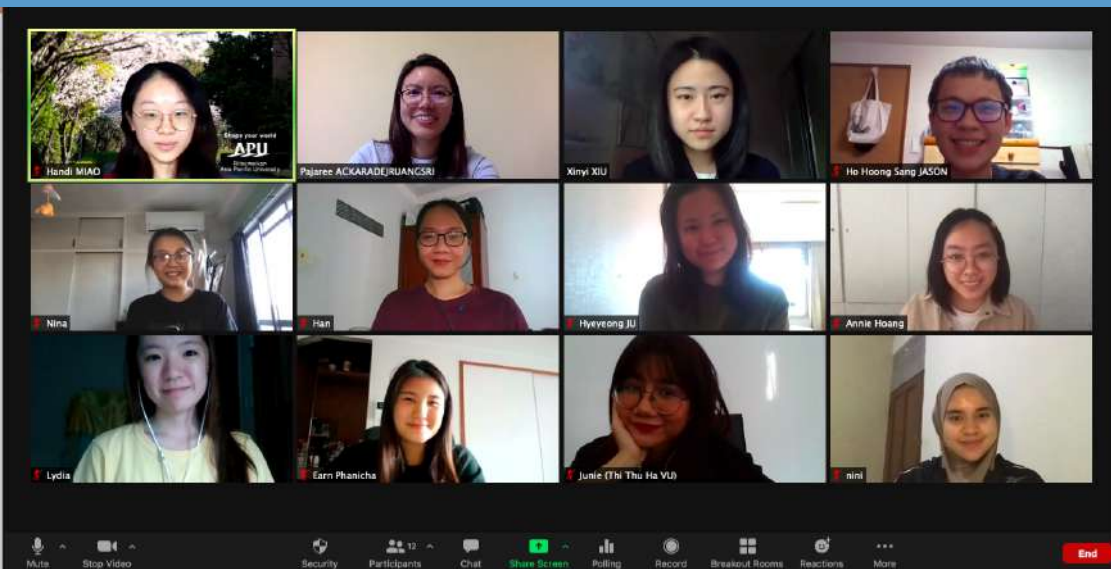 Shape your world
APU
Ritsumeikan
Asia Pacific University
Handi MIAO
Pajaree ACKARADEJRUANGSRI
Xinyi XIU
Ho Hoong Sang JASON
Nina
Han
Hyeyeong JU
Annie Hoang
Lydia
Earn Phanicha
Junie (Thi Thu Ha VU)
nini
Mute
Stop Video
Security
Participants
12
Chat
Share Screen
Polling
Record
Breakout Rooms
Reactions
More
End